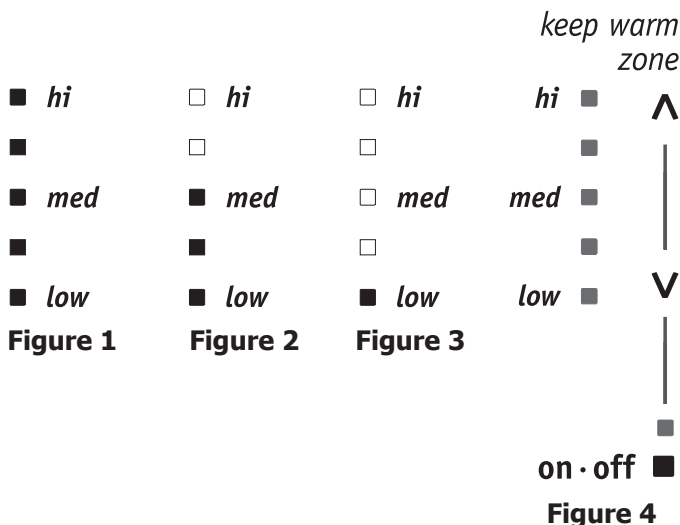 keep warm
zone
hi hi hi hi
med med med med
low low low low
Figure 1 Figure 2 Figure 3
on · off
Figure 4